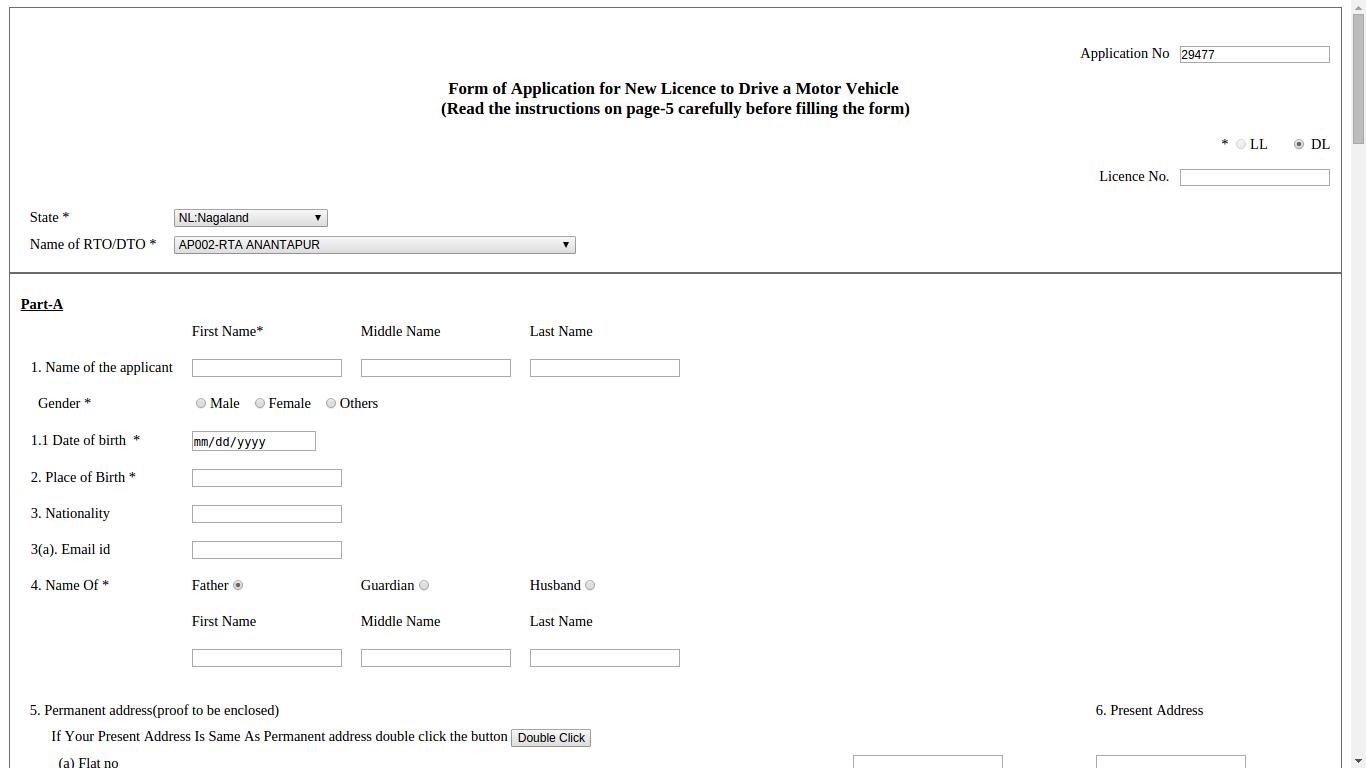 Application No 29477
Form of Application for New Licence to Drive a Motor Vehicle
(Read the instructions on page-5 carefully before filling the form)
* LL DL
Licence No.
State * NL:Nagaland
Name of RTO/DTO * AP002-RTA ANANTAPUR
Part-A
First Name* Middle Name Last Name
1. Name of the applicant
Gender * Male Female Others
1.1 Date of birth * mm/dd/yyyy
2. Place of Birth *
3. Nationality
3(a). Email id
4. Name Of * Father Guardian Husband
First Name Middle Name Last Name
5. Permanent address(proof to be enclosed) 6. Present Address
If Your Present Address Is Same As Permanent address double click the button Double Click
(a) Flat no